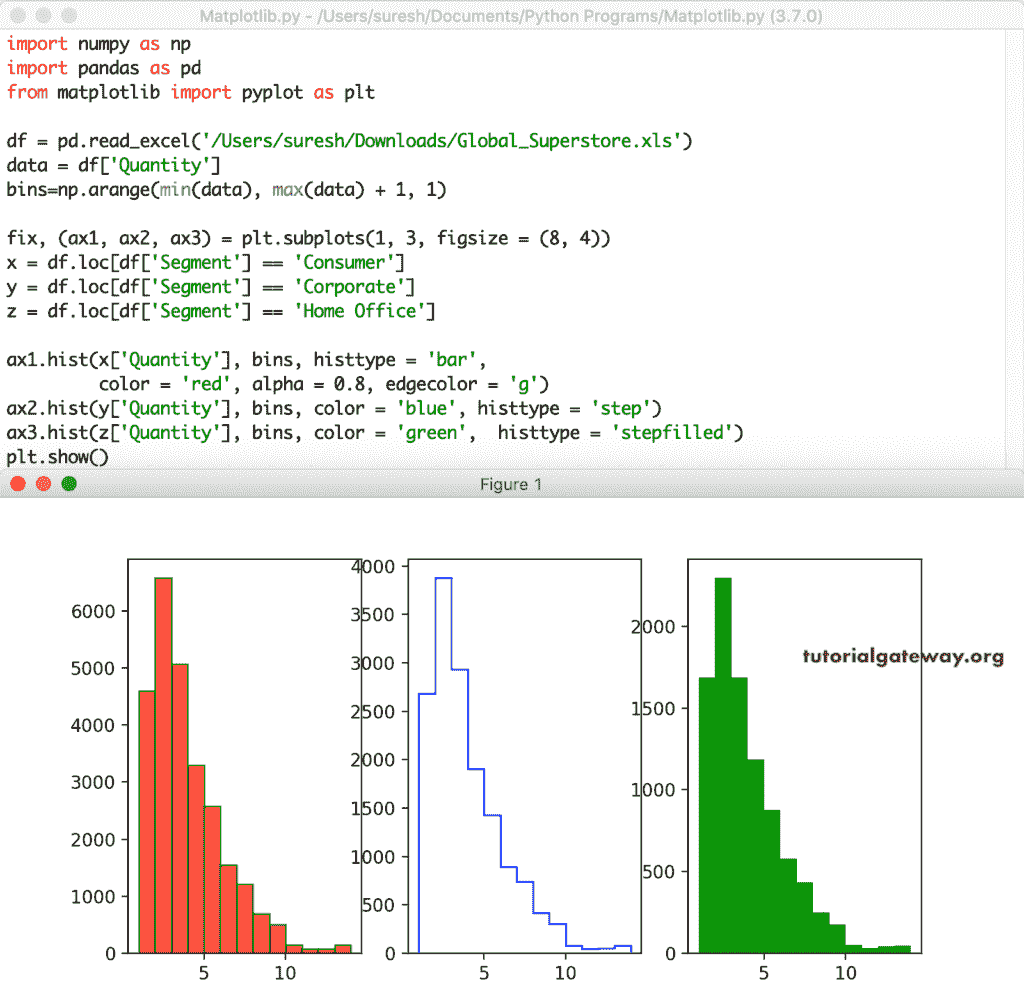 Matplotlib.py - /Users/suresh/Documents/Python Programs/Matplotlib.py (3.7.0)
import numpy as np
import pandas as pd
from matplotlib import pyplot as plt
df = pd.read_excel('/Users/suresh/Downloads/Global_Superstore.xls')
data = df['Quantity']
bins=np.arange(min(data), max(data) + 1, 1)
fix, (ax1, ax2, ax3) = plt.subplots(1, 3, figsize = (8, 4))
x = df.loc[df['Segment'] == 'Consumer']
y = df.loc[df['Segment'] == 'Corporate']
z = df.loc[df['Segment'] == 'Home Office']
ax1.hist(x['Quantity'], bins, histtype = 'bar',
color = 'red', alpha = 0.8, edgecolor = 'g')
ax2.hist(y['Quantity'], bins, color = 'blue', histtype = 'step')
ax3.hist(z['Quantity'], bins, color = 'green',  histtype = 'stepfilled')
plt.show()
Figure 1
6000
5000
4000
3000
2000
1000
0
5 10
4000
3500
3000
2500
2000
1500
1000
500
0
5 10
2000
1500
1000
500
0
5 10
tutorialgateway.org